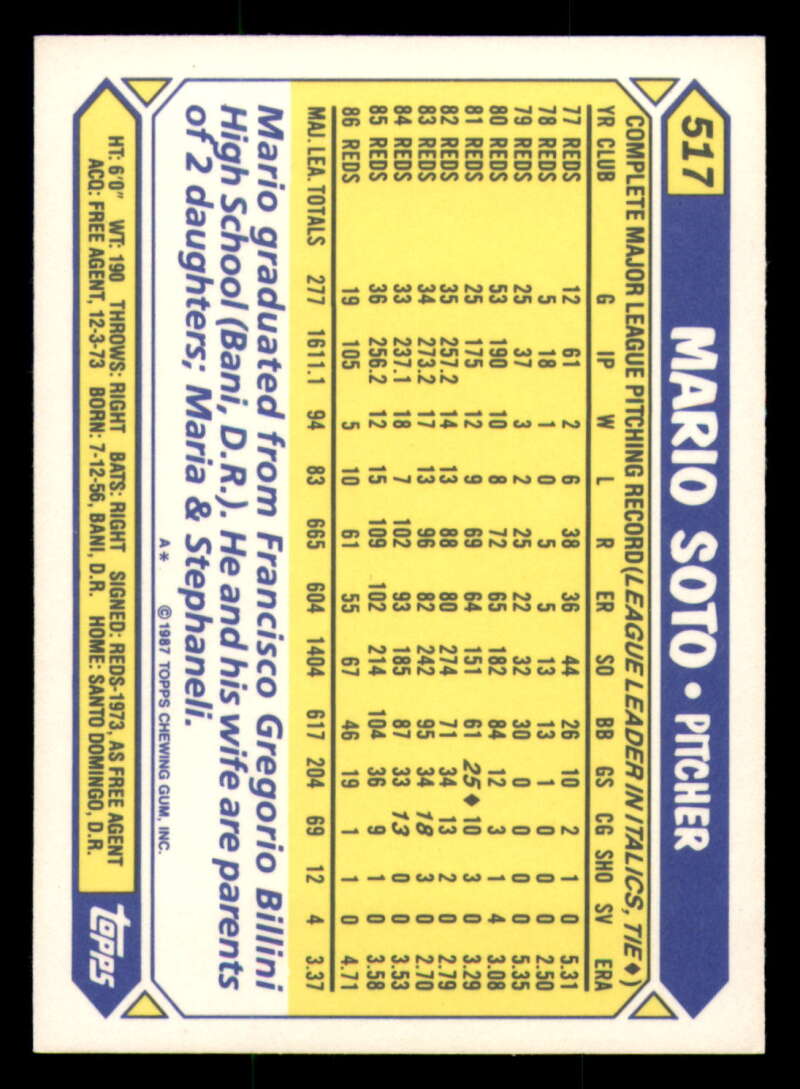 517
MARIO SOTO • PITCHER
COMPLETE MAJOR LEAGUE PITCHING RECORD (LEAGUE LEADER IN ITALICS, TIE ♦)
YR CLUB G IP W L R ER SO BB GS CG SHO SV ERA
77 REDS 12 61 2 6 38 36 44 26 10 2 1 0 5.31
78 REDS 5 18 1 0 5 5 13 13 1 0 0 0 2.50
79 REDS 25 37 3 2 25 22 32 30 0 0 0 0 5.35
80 REDS 53 190 10 8 72 65 182 84 12 3 1 4 3.08
81 REDS 25 175 12 9 69 64 151 61 25♦ 10 3 0 3.29
82 REDS 35 257.2 14 13 88 80 274 71 34 13 2 0 2.79
83 REDS 34 273.2 17 13 96 82 242 95 34 18 3 0 2.70
84 REDS 33 237.1 18 7 102 93 185 87 33 13 0 0 3.53
85 REDS 36 256.2 12 15 109 102 214 104 36 9 1 0 3.58
86 REDS 19 105 5 10 61 55 67 46 19 1 1 0 4.71
MAJ. LEA. TOTALS 277 1611.1 94 83 665 604 1404 617 204 69 12 4 3.37
Mario graduated from Francisco Gregorio Billini
High School (Bani, D.R.). He and his wife are parents
of 2 daughters; Maria & Stephaneli.
A* ©1987 TOPPS CHEWING GUM, INC.
HT: 6'0" WT: 190 THROWS: RIGHT BATS: RIGHT SIGNED: REDS-1973, AS FREE AGENT
ACQ: FREE AGENT, 12-3-73 BORN: 7-12-56, BANI, D.R. HOME: SANTO DOMINGO, D.R.
topps